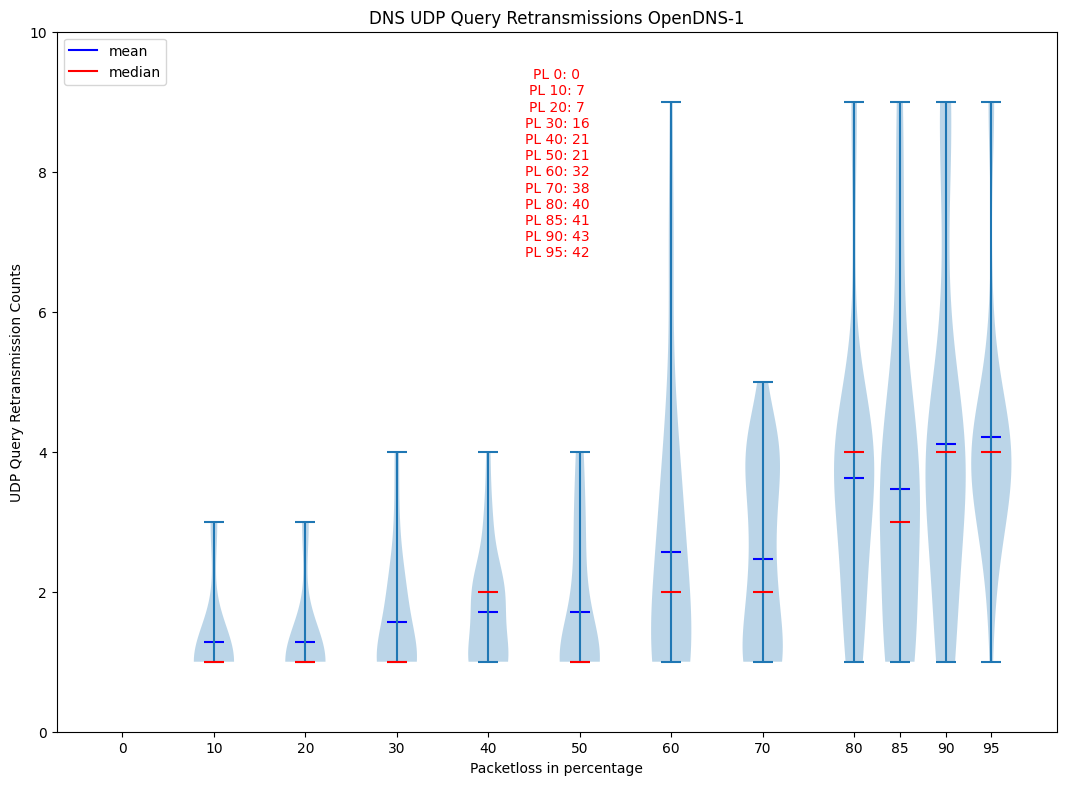 DNS UDP Query Retransmissions OpenDNS-1
mean
median
PL 0: 0
PL 10: 7
PL 20: 7
PL 30: 16
PL 40: 21
PL 50: 21
PL 60: 32
PL 70: 38
PL 80: 40
PL 85: 41
PL 90: 43
PL 95: 42
UDP Query Retransmission Counts
10
8
6
4
2
0
0 10 20 30 40 50 60 70 80 85 90 95
Packetloss in percentage